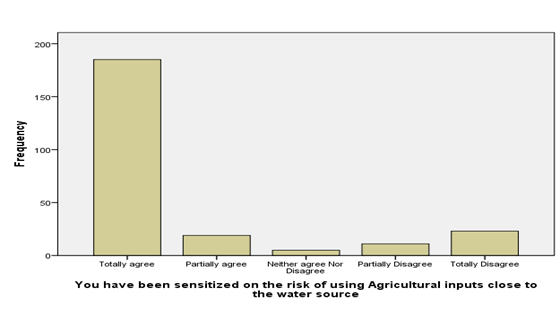 200
150
100
50
0
Frequency
Totally agree
Partially agree
Neither agree Nor
Disagree
Partially Disagree
Totally Disagree
You have been sensitized on the risk of using Agricultural inputs close to
the water source